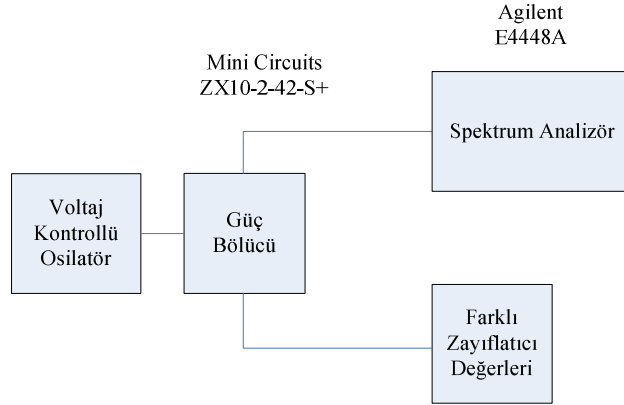 Agilent
E4448A
Mini Circuits
ZX10-2-42-S+
Spektrum Analizör
Voltaj
Kontrollü
Osilatör
Güç
Bölücü
Farklı
Zayıflatıcı
Değerleri